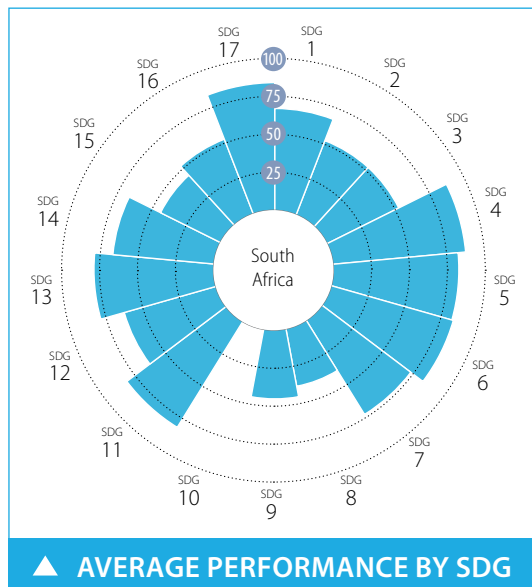 SDG
1
SDG
2
SDG
3
SDG
4
SDG
5
SDG
6
SDG
7
SDG
8
SDG
9
SDG
10
SDG
11
SDG
12
SDG
13
SDG
14
SDG
15
SDG
16
SDG
17
100
75
50
25
South
Africa
▲ AVERAGE PERFORMANCE BY SDG